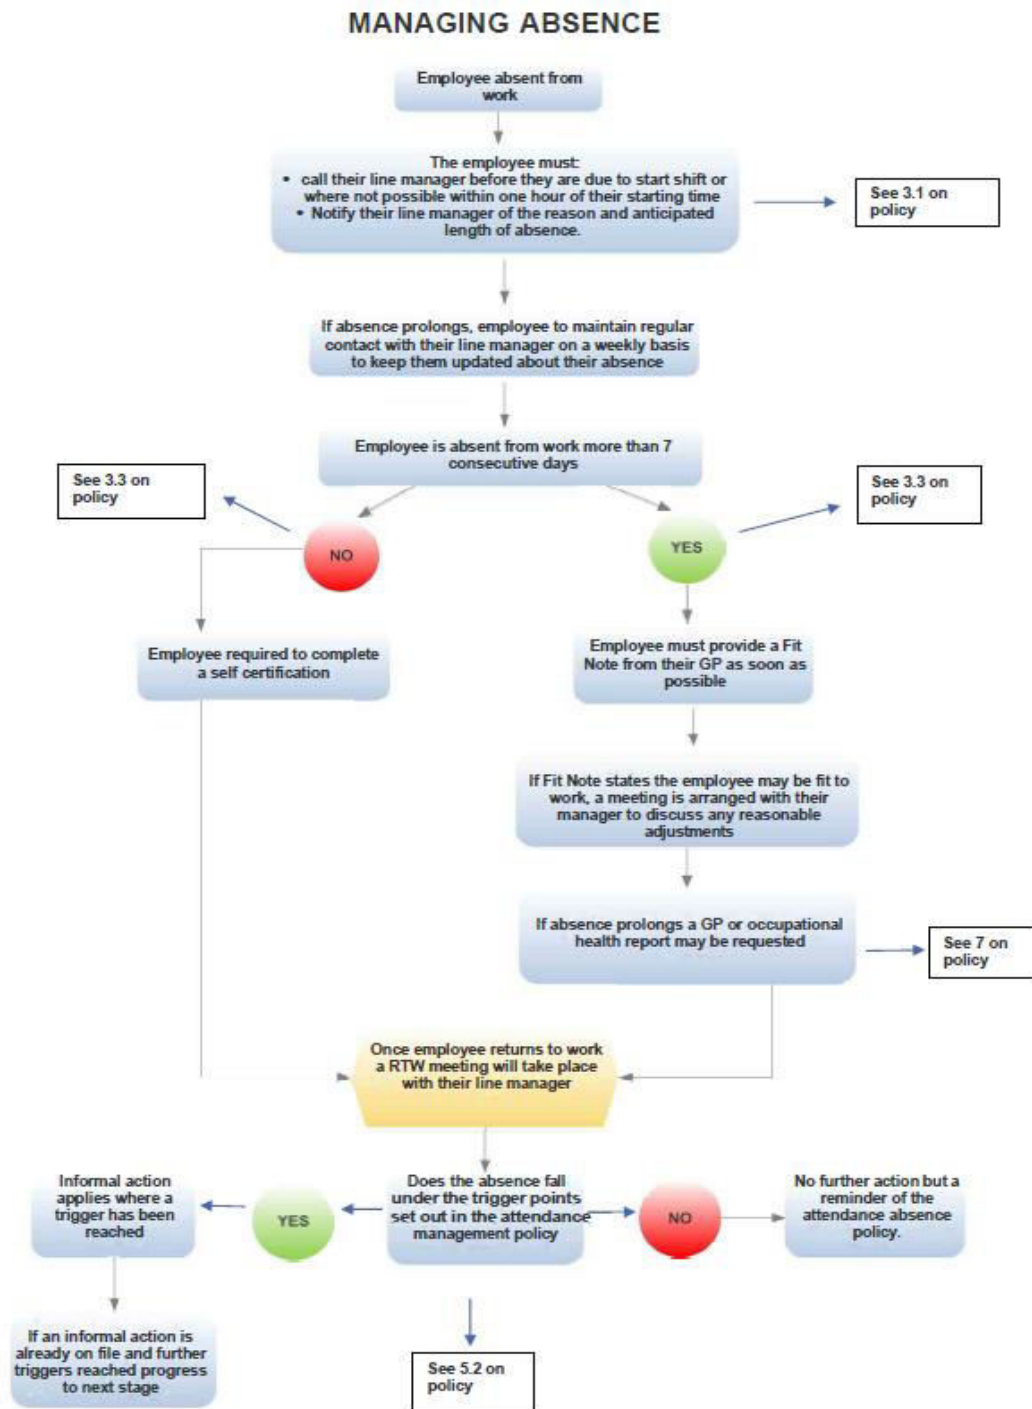 MANAGING ABSENCE
Employee absent from
work
The employee must:
• call their line manager before they are due to start shift or
where not possible within one hour of their starting time
• Notify their line manager of the reason and anticipated
length of absence.
See 3.1 on
policy
If absence prolongs, employee to maintain regular
contact with their line manager on a weekly basis
to keep them updated about their absence
Employee is absent from work more than 7
consecutive days
See 3.3 on
policy
See 3.3 on
policy
NO
YES
Employee required to complete
a self certification
Employee must provide a Fit
Note from their GP as soon as
possible
If Fit Note states the employee may be fit to
work, a meeting is arranged with their
manager to discuss any reasonable
adjustments
If absence prolongs a GP or occupational
health report may be requested
See 7 on
policy
Once employee returns to work
a RTW meeting will take place
with their line manager
Informal action
applies where a
trigger has been
reached
YES
Does the absence fall
under the trigger points
set out in the attendance
management policy
NO
No further action but a
reminder of the
attendance absence
policy.
If an informal action is
already on file and further
triggers reached progress
to next stage
See 5.2 on
policy